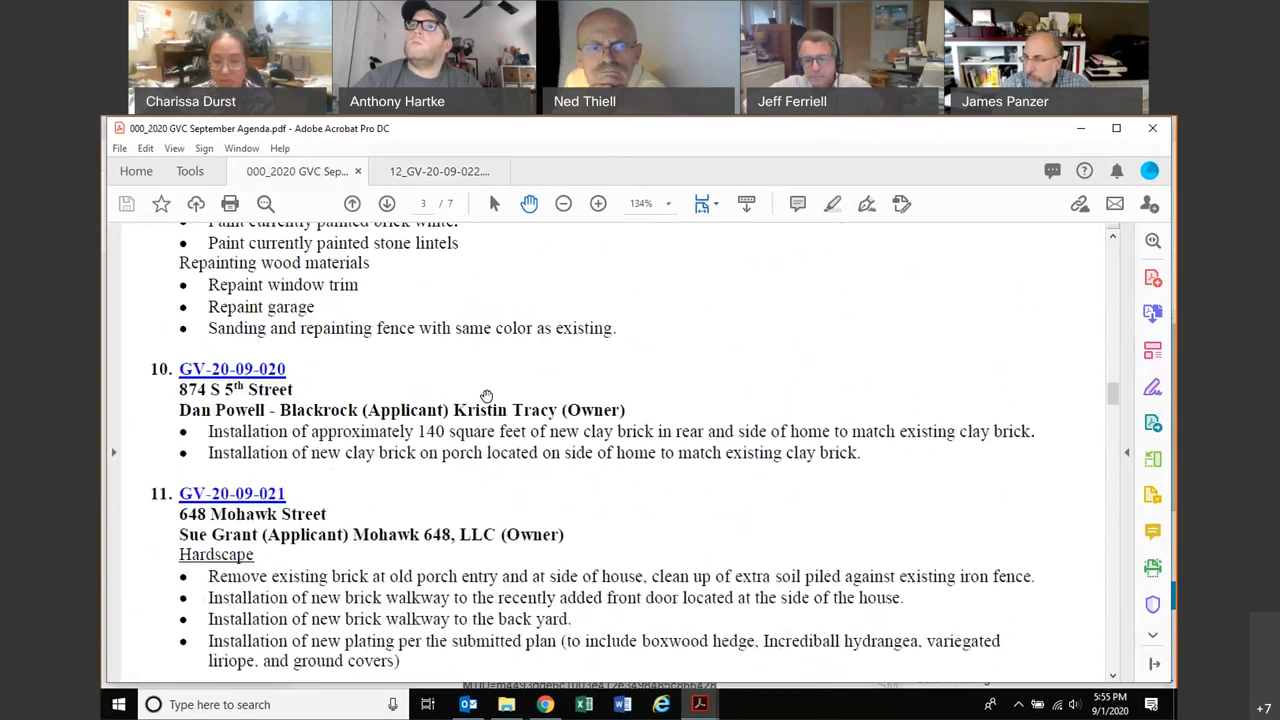 Charissa Durst
Anthony Hartke
Ned Thiell
Jeff Ferriell
James Panzer
000_2020 GVC September Agenda.pdf - Adobe Acrobat Pro DC
File Edit View Sign Window Help
Home Tools 000_2020 GVC Sep... × 12_GV-20-09-022....
3 / 7 134%
Paint currently painted brick white.
• Paint currently painted stone lintels
Repainting wood materials
• Repaint window trim
• Repaint garage
• Sanding and repainting fence with same color as existing.
10. GV-20-09-020
874 S 5th Street
Dan Powell - Blackrock (Applicant) Kristin Tracy (Owner)
• Installation of approximately 140 square feet of new clay brick in rear and side of home to match existing clay brick.
• Installation of new clay brick on porch located on side of home to match existing clay brick.
11. GV-20-09-021
648 Mohawk Street
Sue Grant (Applicant) Mohawk 648, LLC (Owner)
Hardscape
• Remove existing brick at old porch entry and at side of house, clean up of extra soil piled against existing iron fence.
• Installation of new brick walkway to the recently added front door located at the side of the house.
• Installation of new brick walkway to the back yard.
• Installation of new plating per the submitted plan (to include boxwood hedge, Incrediball hydrangea, variegated
liriope, and ground covers)
Type here to search
5:55 PM
9/1/2020
+7